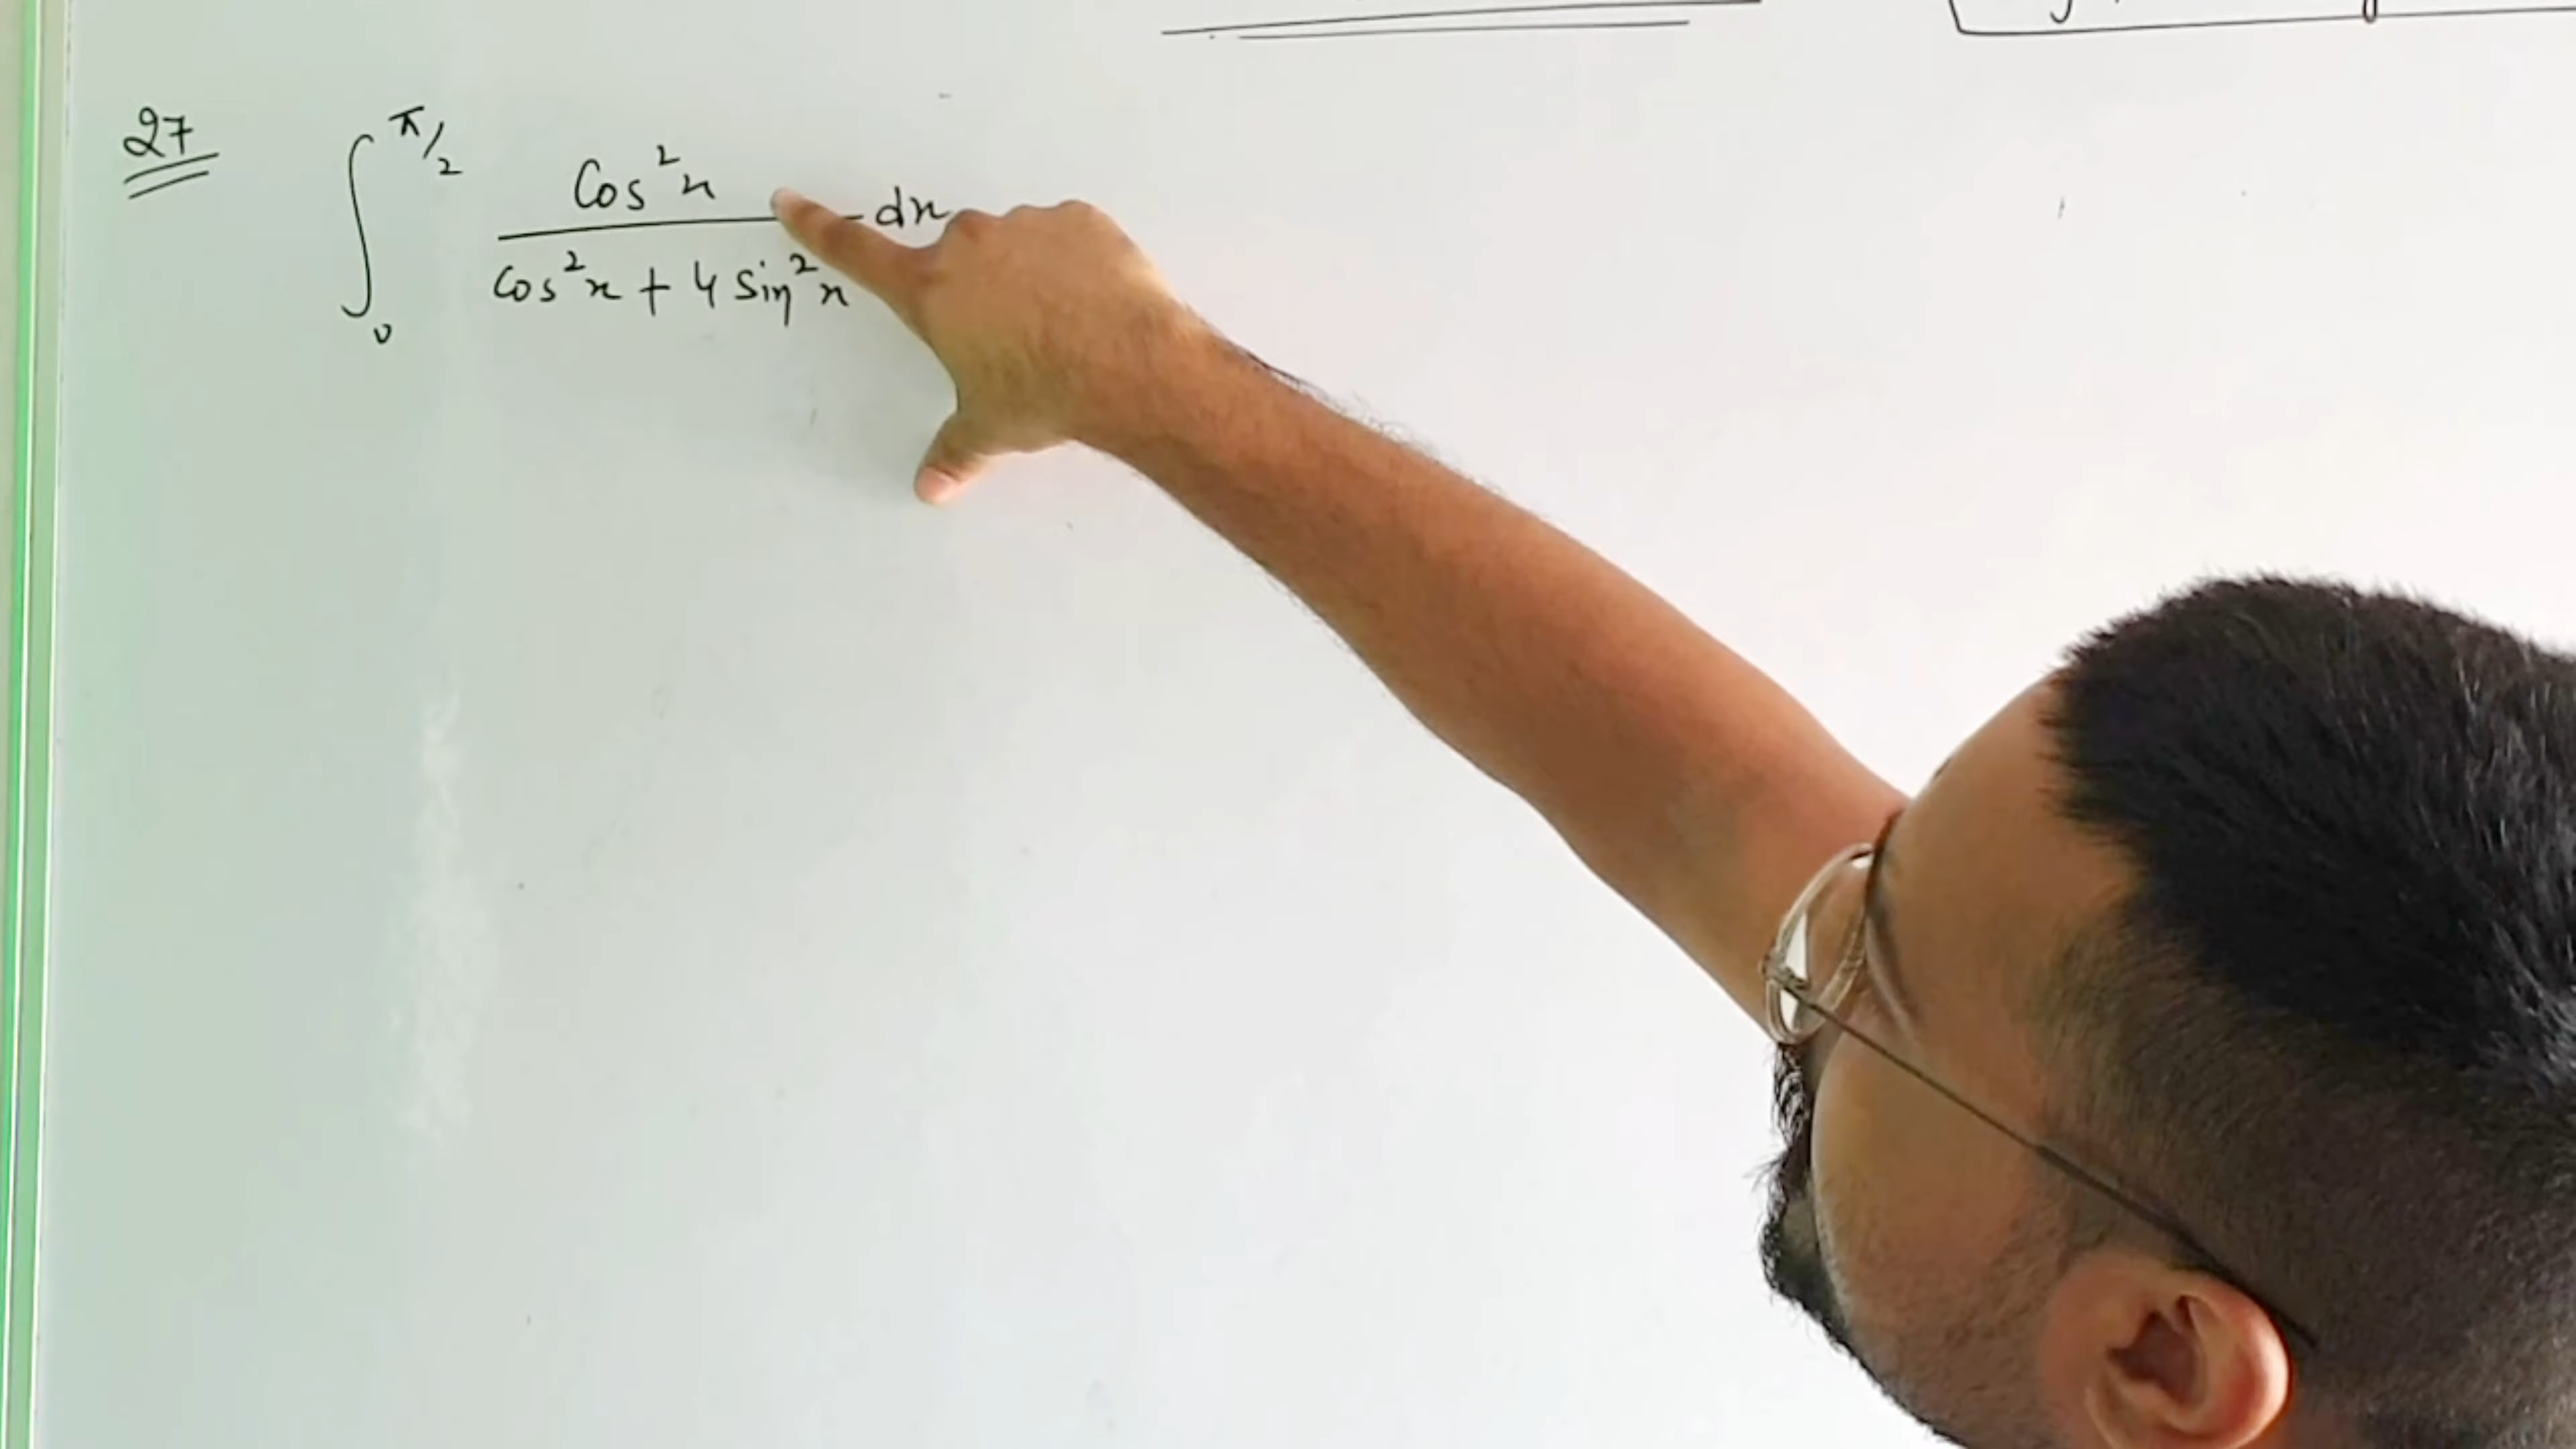 27 ∫₀^π/2 Cos²x / cos²x + 4 sin²x dx